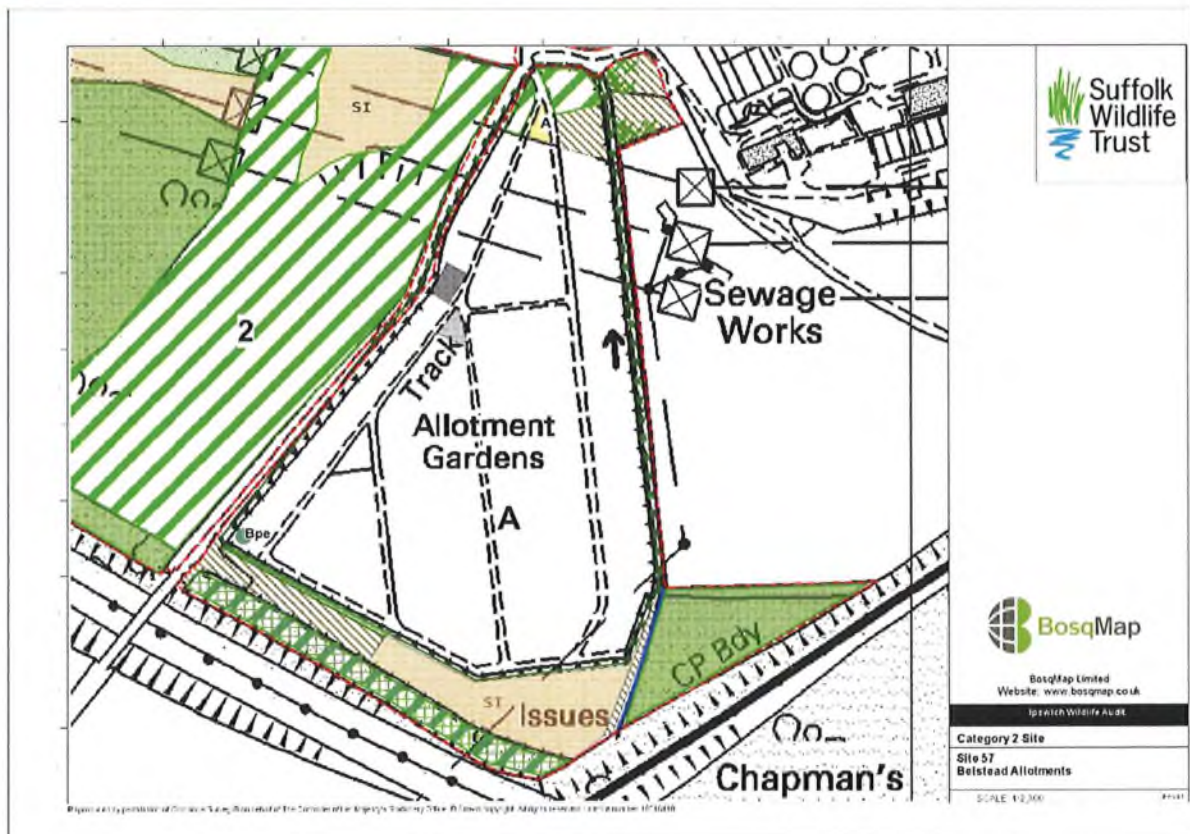 SI
A
2
Track
Allotment
Gardens
A
Bpe
Sewage
Works
CP Bdy
SI
Issues
Chapman's
Suffolk
Wildlife
Trust
BosqMap
BosqMap Limited
Website: www.bosqmap.co.uk
Ipswich Wildlife Audit
Category 2 Site
Site 57
Belstead Allotments